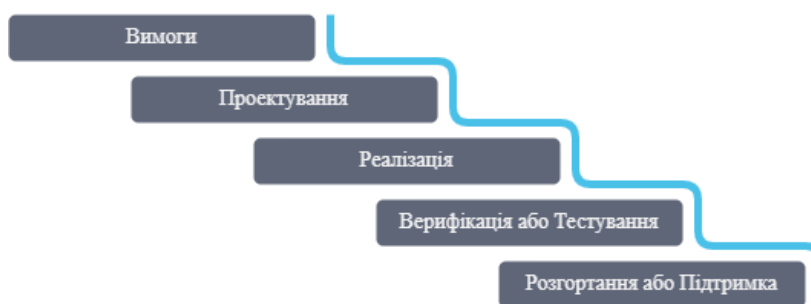 Вимоги
Проектування
Реалізація
Верифікація або Тестування
Розгортання або Підтримка